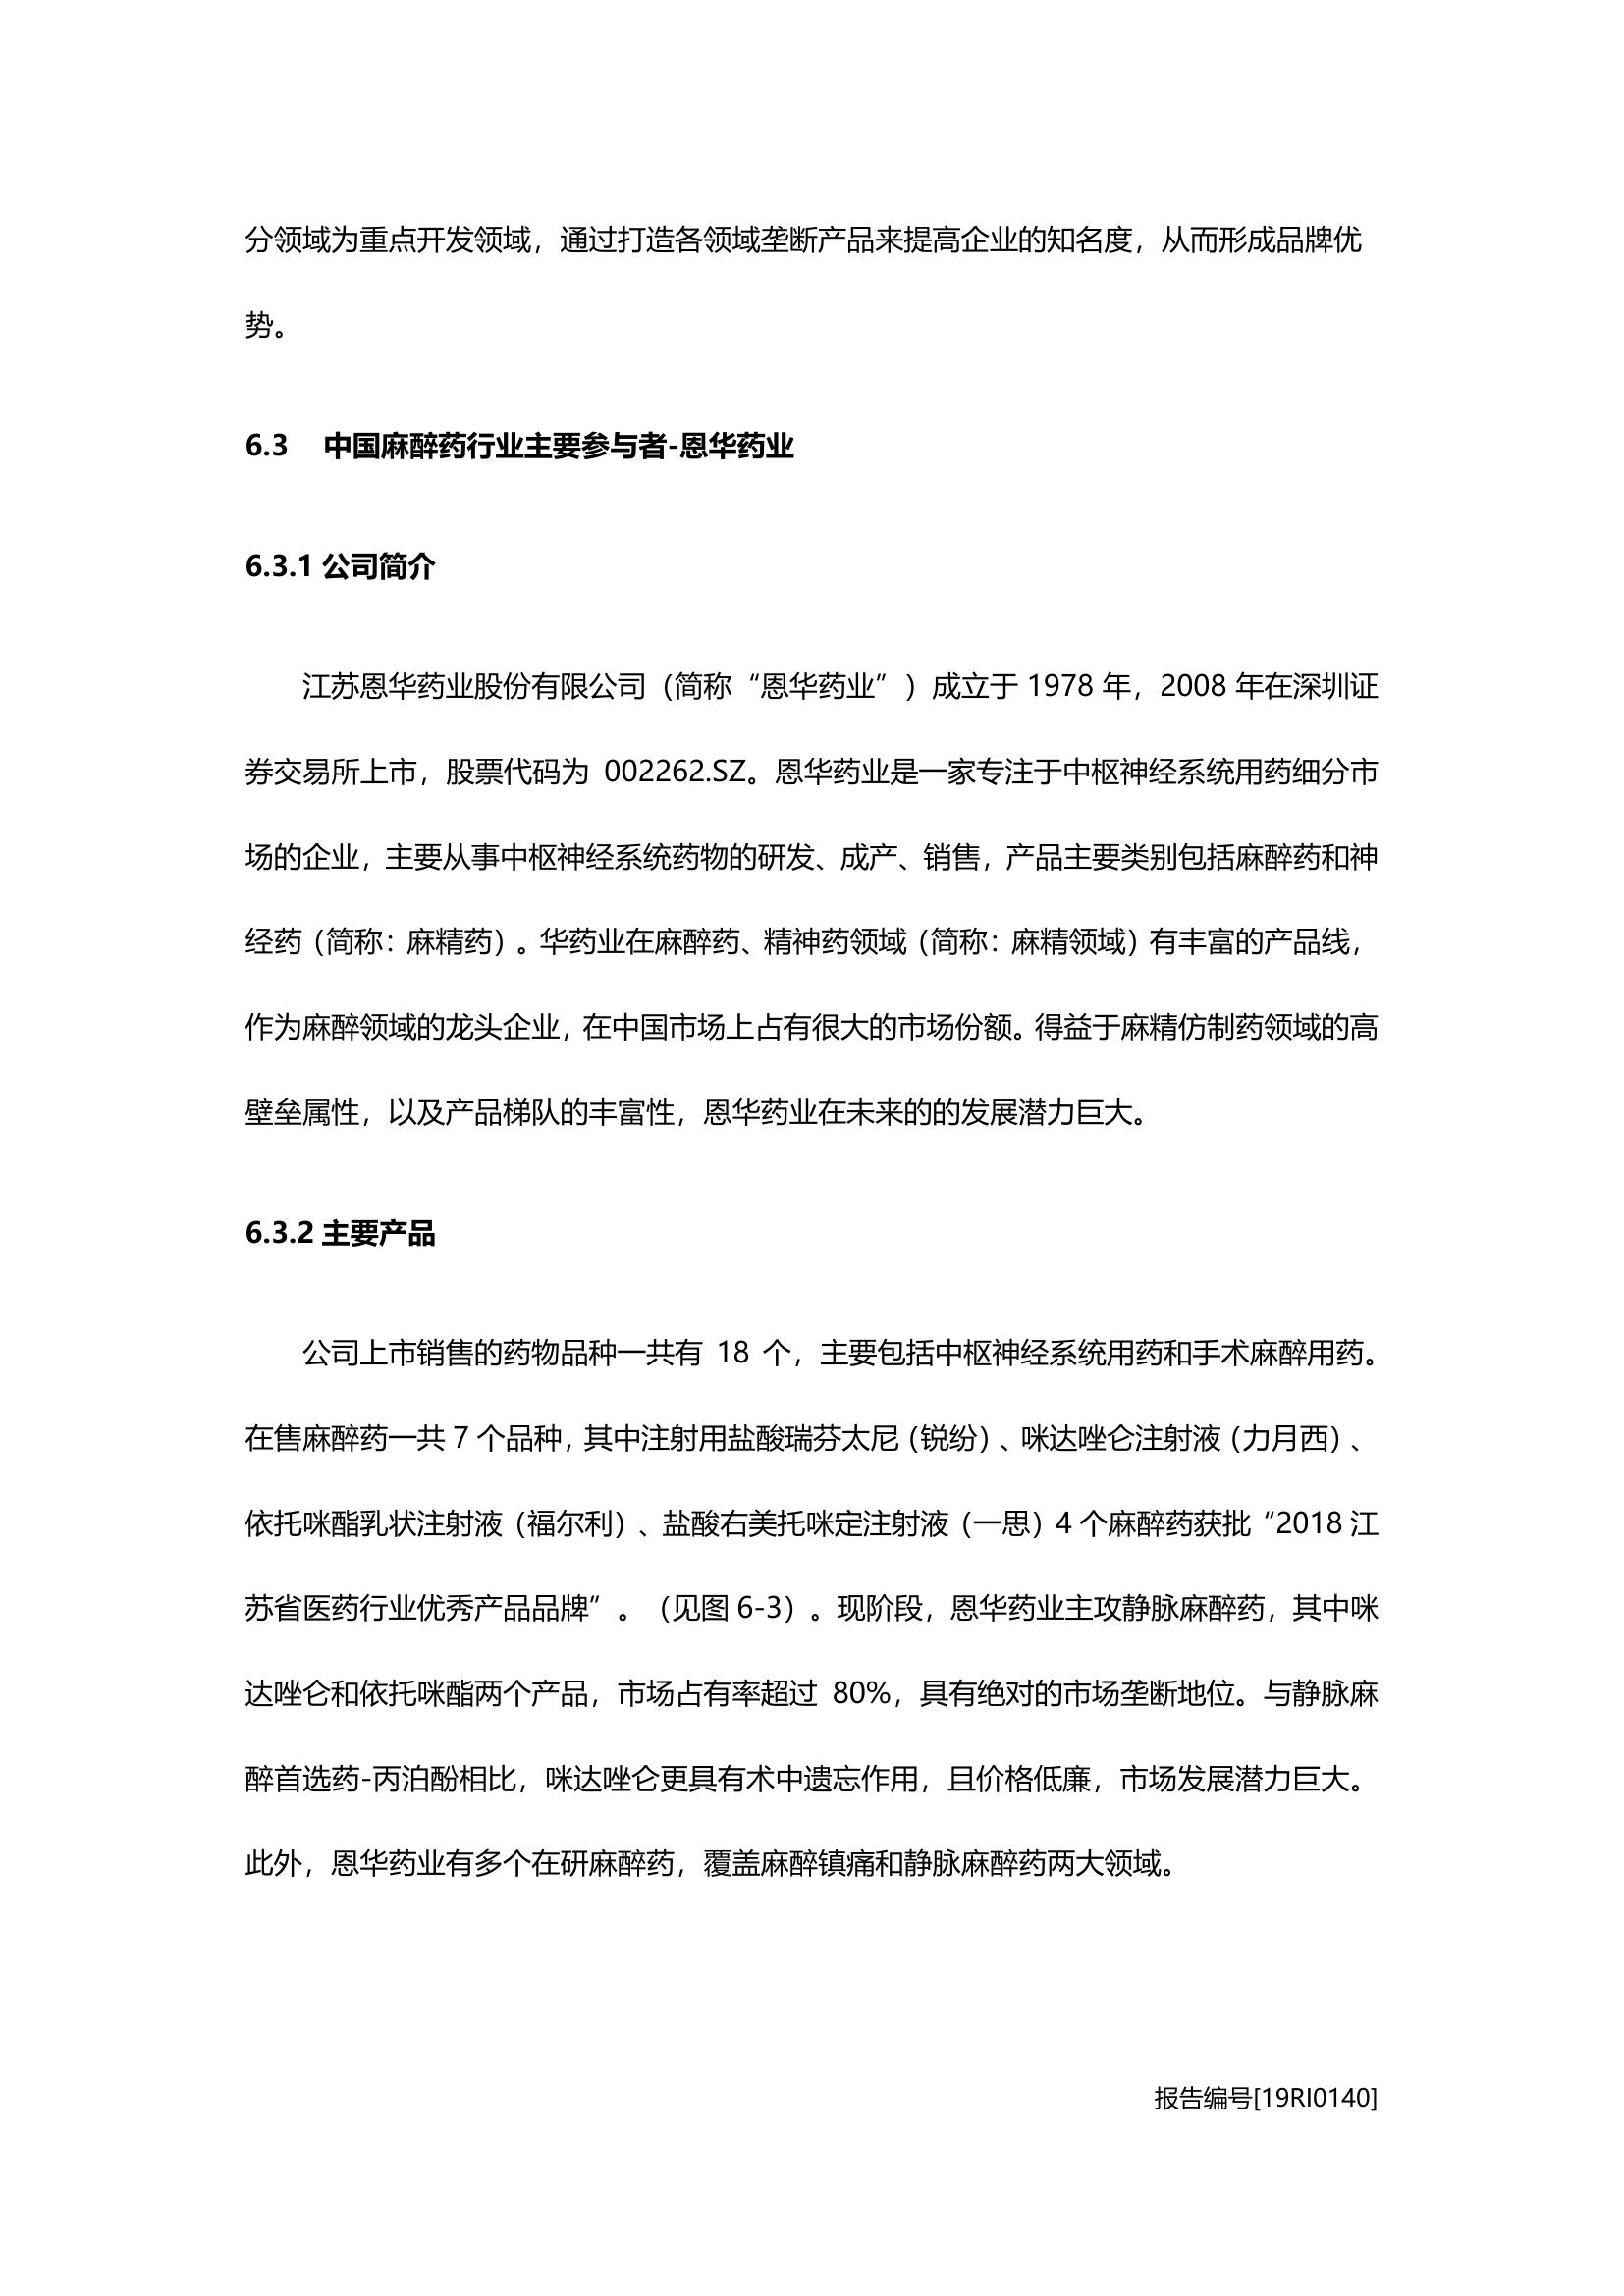 分领域为重点开发领域，通过打造各领域垄断产品来提高企业的知名度，从而形成品牌优
势。
6.3 中国麻醉药行业主要参与者-恩华药业
6.3.1 公司简介
江苏恩华药业股份有限公司（简称“恩华药业”）成立于 1978 年，2008 年在深圳证
券交易所上市，股票代码为 002262.SZ。恩华药业是一家专注于中枢神经系统用药细分市
场的企业，主要从事中枢神经系统药物的研发、成产、销售，产品主要类别包括麻醉药和神
经药（简称：麻精药）。华药业在麻醉药、精神药领域（简称：麻精领域）有丰富的产品线，
作为麻醉领域的龙头企业，在中国市场上占有很大的市场份额。得益于麻精仿制药领域的高
壁垒属性，以及产品梯队的丰富性，恩华药业在未来的的发展潜力巨大。
6.3.2 主要产品
公司上市销售的药物品种一共有 18 个，主要包括中枢神经系统用药和手术麻醉用药。
在售麻醉药一共 7 个品种，其中注射用盐酸瑞芬太尼（锐纷）、咪达唑仑注射液（力月西）、
依托咪酯乳状注射液（福尔利）、盐酸右美托咪定注射液（一思）4 个麻醉药获批“2018 江
苏省医药行业优秀产品品牌”。（见图 6-3）。现阶段，恩华药业主攻静脉麻醉药，其中咪
达唑仑和依托咪酯两个产品，市场占有率超过 80%，具有绝对的市场垄断地位。与静脉麻
醉首选药-丙泊酚相比，咪达唑仑更具有术中遗忘作用，且价格低廉，市场发展潜力巨大。
此外，恩华药业有多个在研麻醉药，覆盖麻醉镇痛和静脉麻醉药两大领域。
报告编号[19RI0140]